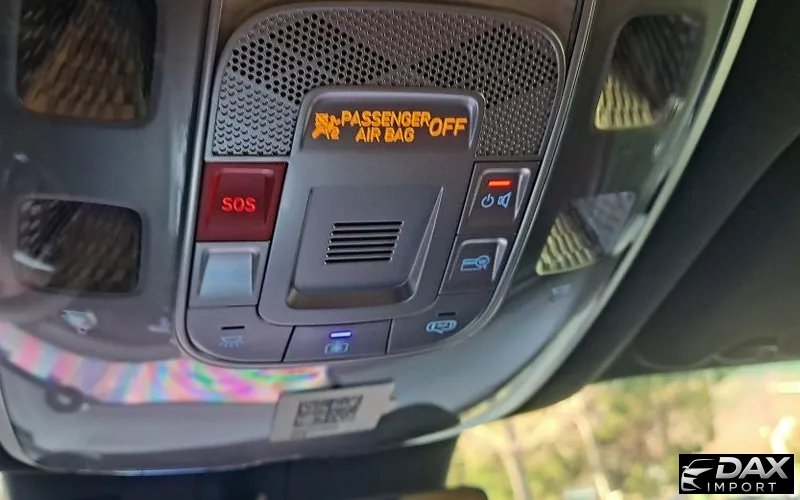 PASSENGER
AIR BAG
OFF
SOS
DAX
IMPORT